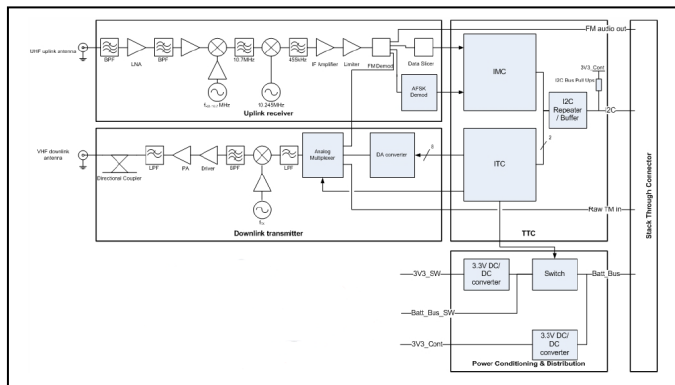 UHF uplink antenna
BPF
LNA
BPF
10.7MHz
455kHz
IF Amplifier
Limiter
FM Demod
Data Slicer
AFSK Demod
10.245MHz
Uplink receiver
FM audio out
IMC
3V3_Cont
I2C Bus Pull Ups
I2C Repeater / Buffer
I2C
2
ITC
TTC
VHF downlink antenna
Directional Coupler
LPF
PA
Driver
BPF
LPF
Analog Multiplexer
DA converter
8
Downlink transmitter
Raw TM In
Stack Through Connector
3V3_SW
3.3V DC/ DC converter
Switch
Batt_Bus
Batt_Bus_SW
3V3_Cont
3.3V DC/ DC converter
Power Conditioning & Distribution